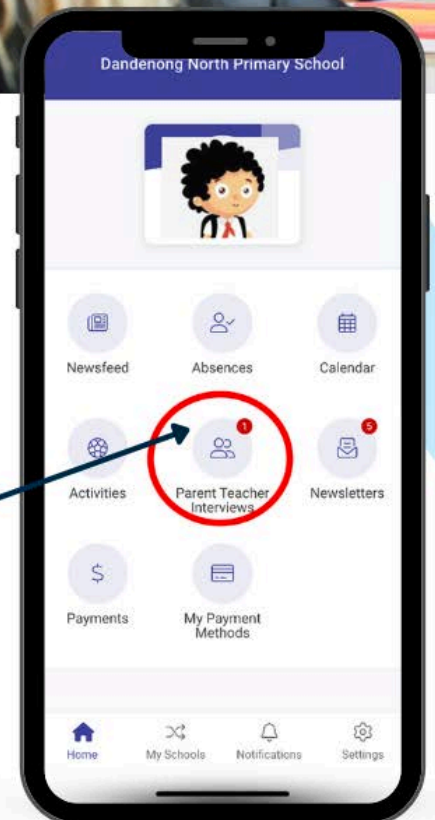 Dandenong North Primary School
Newsfeed
Absences
Calendar
1
5
Activities
Parent Teacher
Interviews
Newsletters
$
Payments
My Payment
Methods
Home
My Schools
Notifications
Settings